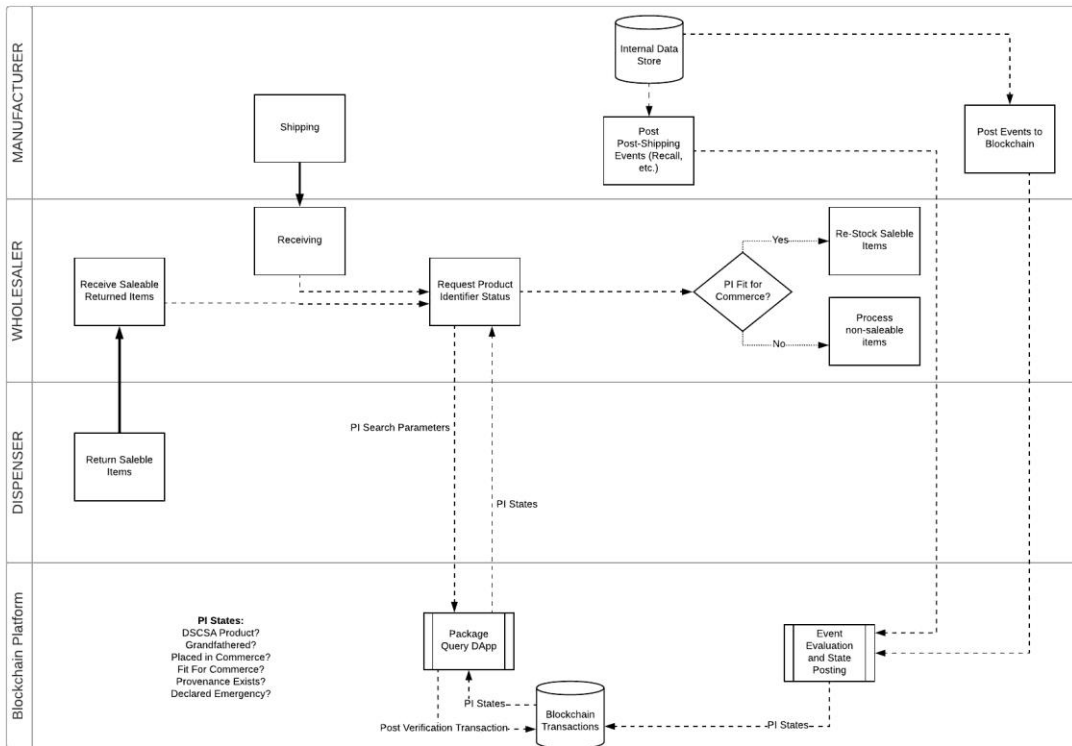 MANUFACTURER
Internal Data
Store
Shipping
Post
Post-Shipping
Events (Recall,
etc.)
Post Events to
Blockchain
WHOLESALER
Receiving
Receive Saleable
Returned Items
Request Product
Identifier Status
PI Fit for
Commerce?
Yes
Re-Stock Saleble
Items
No
Process
non-saleable
items
DISPENSER
Return Saleble
Items
PI Search Parameters
PI States
Blockchain Platform
PI States:
DSCSA Product?
Grandfathered?
Placed in Commerce?
Fit For Commerce?
Provenance Exists?
Declared Emergency?
Package
Query DApp
Event
Evaluation
and State
Posting
PI States
Post Verification Transaction
Blockchain
Transactions
PI States